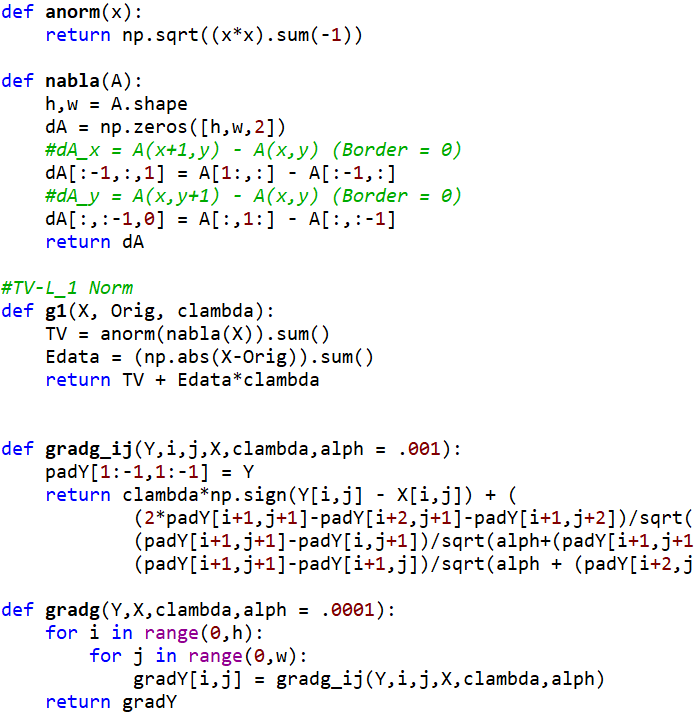 def anorm(x):
    return np.sqrt((x*x).sum(-1))
def nabla(A):
    h,w = A.shape
    dA = np.zeros([h,w,2])
    #dA_x = A(x+1,y) - A(x,y) (Border = 0)
    dA[:-1,:,1] = A[1:,:] - A[:-1,:]
    #dA_y = A(x,y+1) - A(x,y) (Border = 0)
    dA[:,:-1,0] = A[:,1:] - A[:,:-1]
    return dA
#TV-L_1 Norm
def g1(X, Orig, clambda):
    TV = anorm(nabla(X)).sum()
    Edata = (np.abs(X-Orig)).sum()
    return TV + Edata*clambda
def gradg_ij(Y,i,j,X,clambda,alph = .001):
    padY[1:-1,1:-1] = Y
    return clambda*np.sign(Y[i,j] - X[i,j]) + (
            (2*padY[i+1,j+1]-padY[i+2,j+1]-padY[i+1,j+2])/sqrt(
            (padY[i+1,j+1]-padY[i,j+1])/sqrt(alph+(padY[i+1,j+1
            (padY[i+1,j+1]-padY[i+1,j])/sqrt(alph + (padY[i+2,j
def gradg(Y,X,clambda,alph = .0001):
    for i in range(0,h):
        for j in range(0,w):
            gradY[i,j] = gradg_ij(Y,i,j,X,clambda,alph)
    return gradY